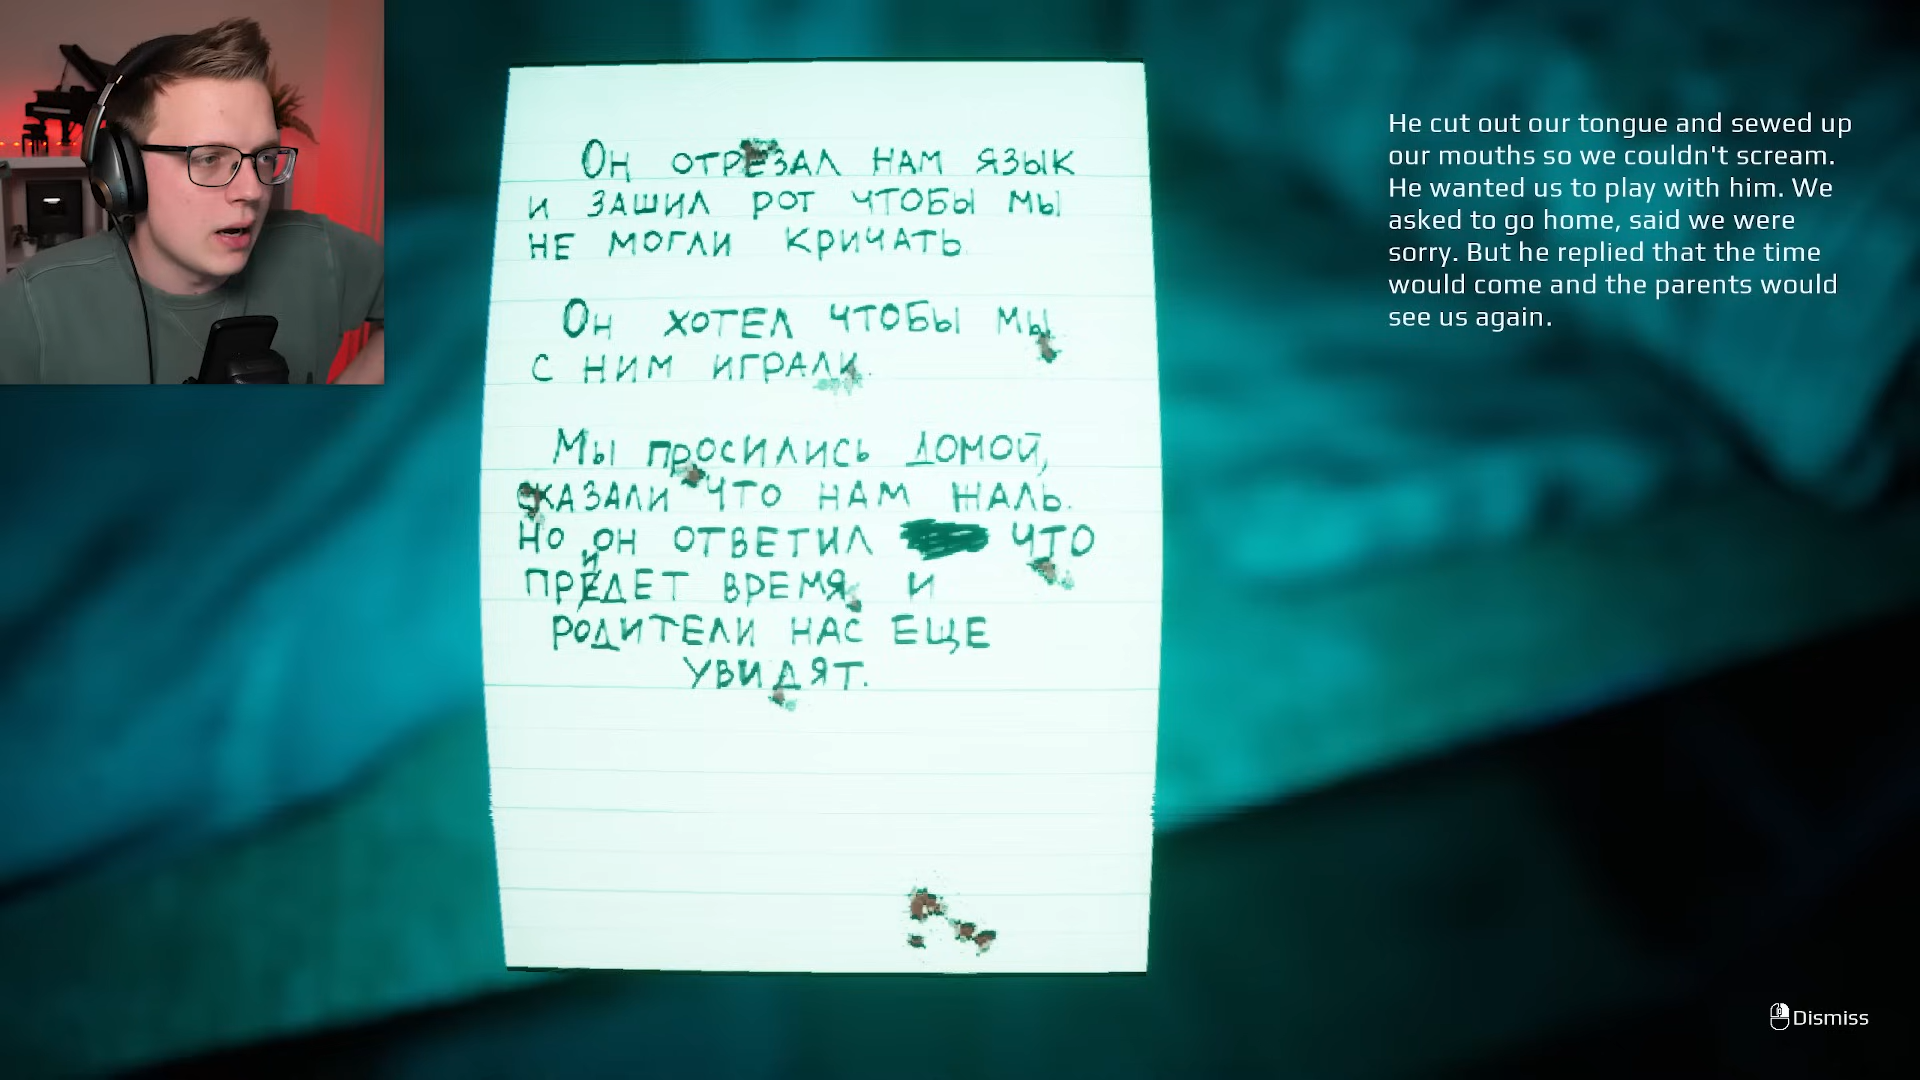 Он отрезал нам язык
и зашил рот чтобы мы
не могли кричать.
Он хотел чтобы мы
с ним играли.
Мы просились домой,
сказали что нам жаль.
Но он ответил что
придет время и
родители нас еще
увидят.
He cut out our tongue and sewed up
our mouths so we couldn't scream.
He wanted us to play with him. We
asked to go home, said we were
sorry. But he replied that the time
would come and the parents would
see us again.
Dismiss